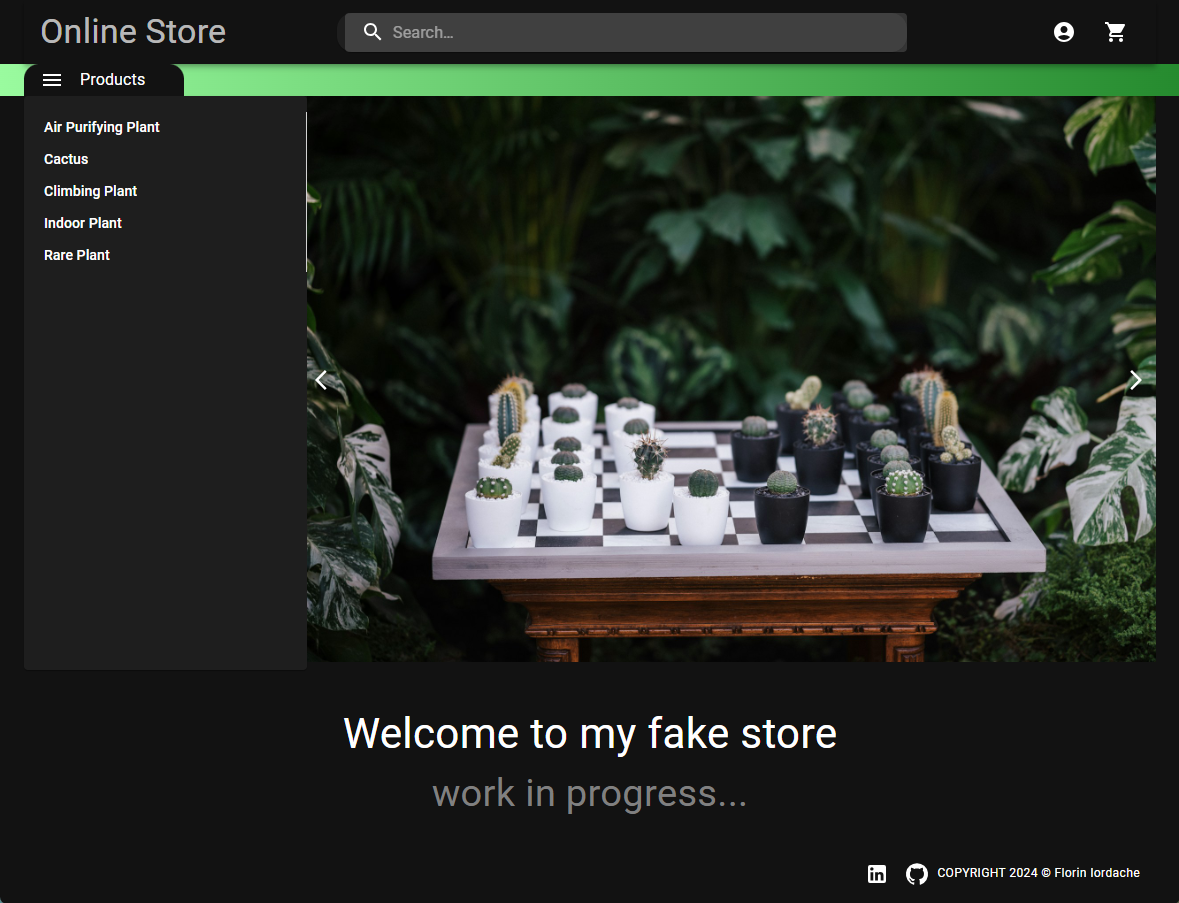 Online Store
Search...
Products
Air Purifying Plant
Cactus
Climbing Plant
Indoor Plant
Rare Plant
Welcome to my fake store
work in progress...
in
COPYRIGHT 2024 © Florin Iordache